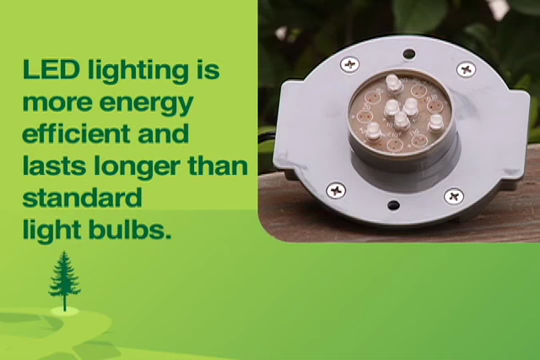 LED lighting is
more energy
efficient and
lasts longer than
standard
light bulbs.